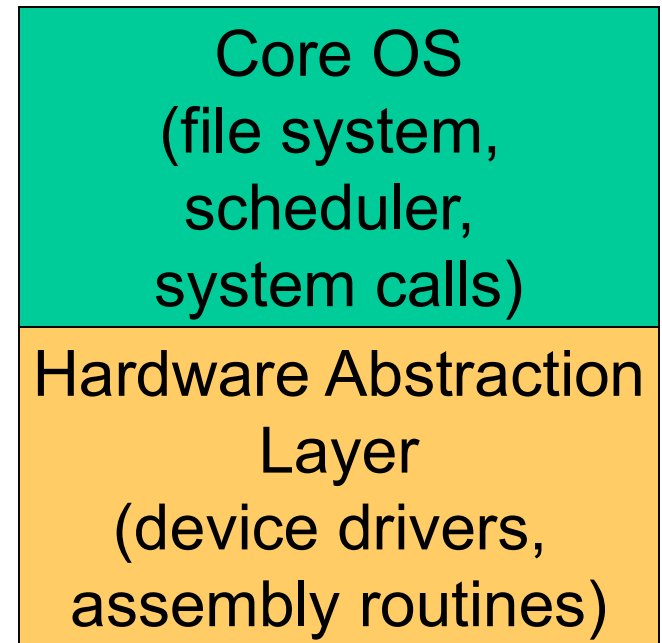 Core OS
(file system,
scheduler,
system calls)
Hardware Abstraction
Layer
(device drivers,
assembly routines)